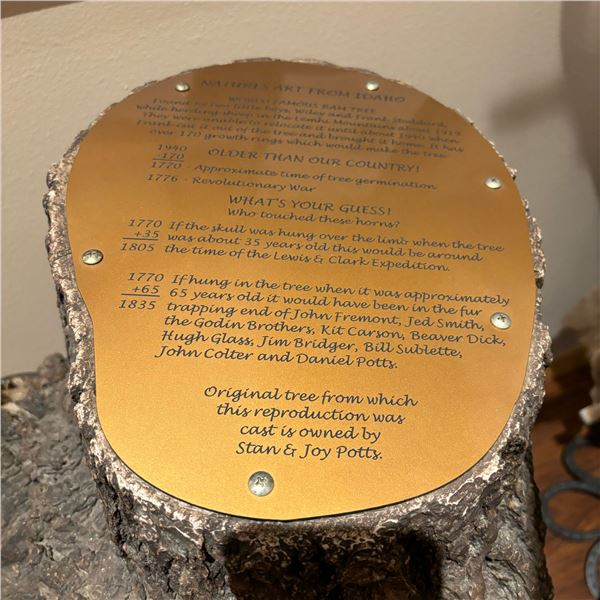 NATURE'S ART FROM IDAHO
WORLD FAMOUS RAM TREE
Found by two little boys, Wiley and Frank Stoddard,
while herding sheep in the Lemhi Mountains about 1919.
They were unable to relocate it until about 1940 when
Frank cut it out of the tree and brought it home. It has
over 170 growth rings which would make the tree
1940 OLDER THAN OUR COUNTRY!
-170
1770 - Approximate time of tree germination
1776 - Revolutionary War
WHAT'S YOUR GUESS!
Who touched these horns?
1770 If the skull was hung over the limb when the tree
+35 was about 35 years old this would be around
1805 the time of the Lewis & Clark Expedition.
1770 If hung in the tree when it was approximately
+65 65 years old it would have been in the fur
1835 trapping end of John Fremont, Jed Smith,
the Godin Brothers, Kit Carson, Beaver Dick,
Hugh Glass, Jim Bridger, Bill Sublette,
John Colter and Daniel Potts.
Original tree from which
this reproduction was
cast is owned by
Stan & Joy Potts.